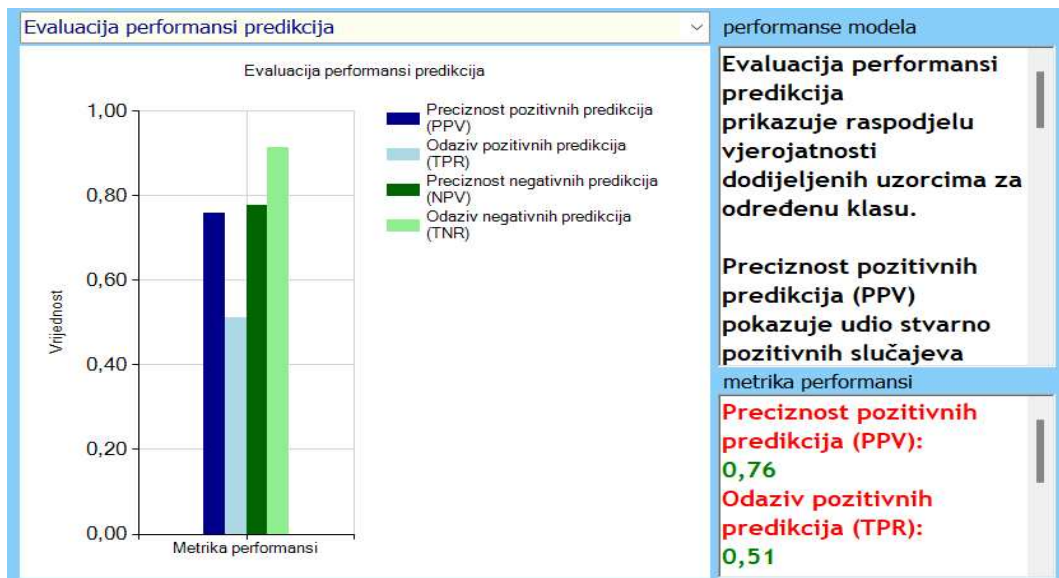 Evaluacija performansi predikcija
Evaluacija performansi predikcija
1,00
0,80
0,60
0,40
0,20
0,00
Vrijednost
Metrika performansi
Preciznost pozitivnih predikcija
(PPV)
Odaziv pozitivnih predikcija
(TPR)
Preciznost negativnih predikcija
(NPV)
Odaziv negativnih predikcija
(TNR)
performanse modela
Evaluacija performansi
predikcija
prikazuje raspodjelu
vjerojatnosti
dodijeljenih uzorcima za
određenu klasu.
Preciznost pozitivnih
predikcija (PPV)
pokazuje udio stvarno
pozitivnih slučajeva
metrika performansi
Preciznost pozitivnih
predikcija (PPV):
0,76
Odaziv pozitivnih
predikcija (TPR):
0,51